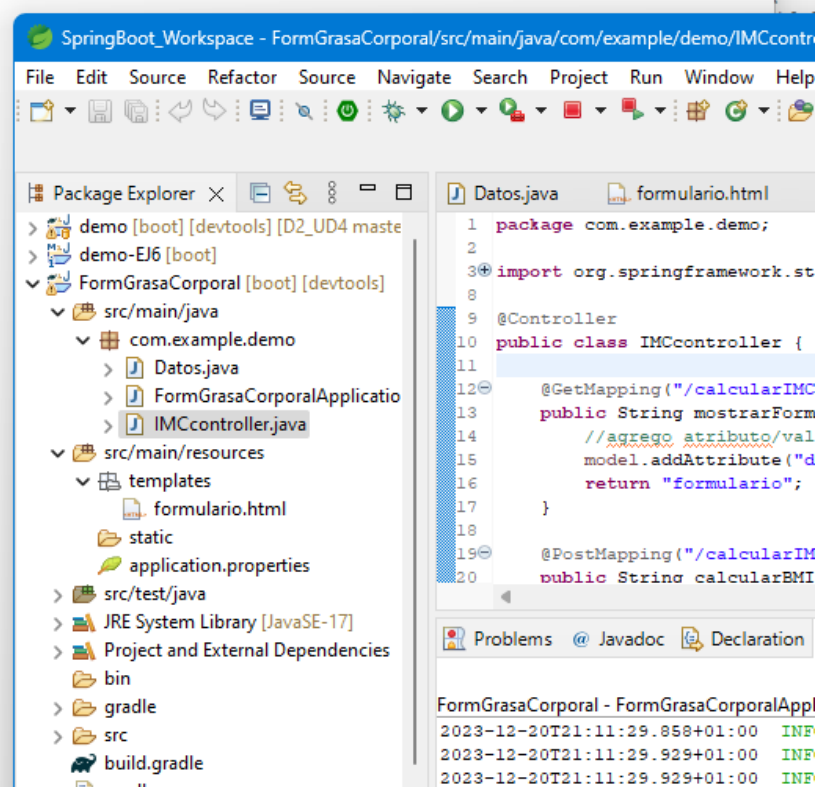 SpringBoot_Workspace - FormGrasaCorporal/src/main/java/com/example/demo/IMCcontr
File Edit Source Refactor Source Navigate Search Project Run Window Help
Package Explorer
demo [boot] [devtools] [D2_UD4 maste
demo-EJ6 [boot]
FormGrasaCorporal [boot] [devtools]
src/main/java
com.example.demo
Datos.java
FormGrasaCorporalApplicatio
IMCcontroller.java
src/main/resources
templates
formulario.html
static
application.properties
src/test/java
JRE System Library [JavaSE-17]
Project and External Dependencies
bin
gradle
src
build.gradle
Datos.java formulario.html
1 package com.example.demo;
2
3 import org.springframework.st
8
9 @Controller
10 public class IMCcontroller {
11
12 @GetMapping("/calcularIMC
13 public String mostrarForm
14 //agrego atributo/val
15 model.addAttribute("d
16 return "formulario";
17 }
18
19 @PostMapping("/calcularIM
20 public String calcularBMI
Problems Javadoc Declaration
FormGrasaCorporal - FormGrasaCorporalAppl
2023-12-20T21:11:29.858+01:00 INFO
2023-12-20T21:11:29.929+01:00 INFO
2023-12-20T21:11:29.929+01:00 INFO